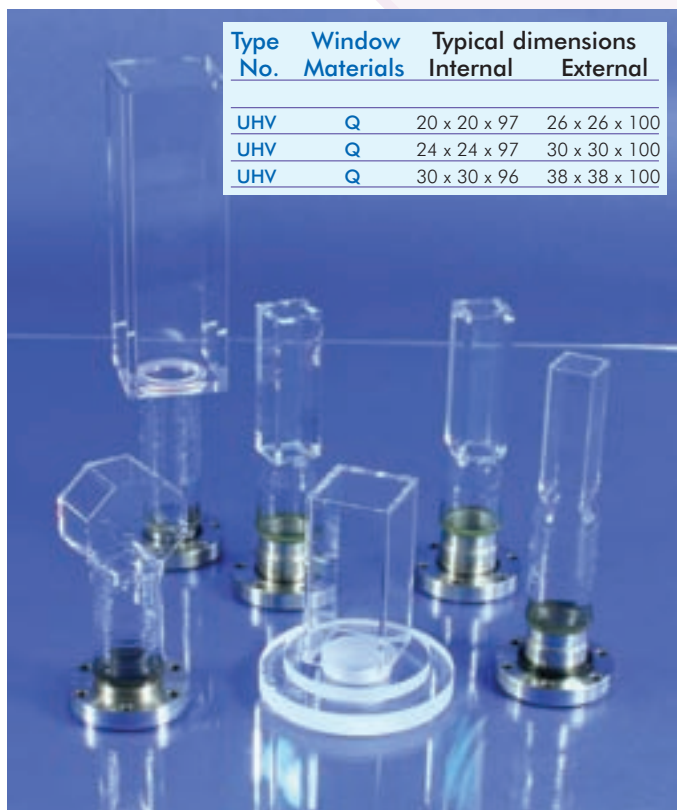 Type Window Typical dimensions
No. Materials Internal External
UHV Q 20 x 20 x 97 26 x 26 x 100
UHV Q 24 x 24 x 97 30 x 30 x 100
UHV Q 30 x 30 x 96 38 x 38 x 100